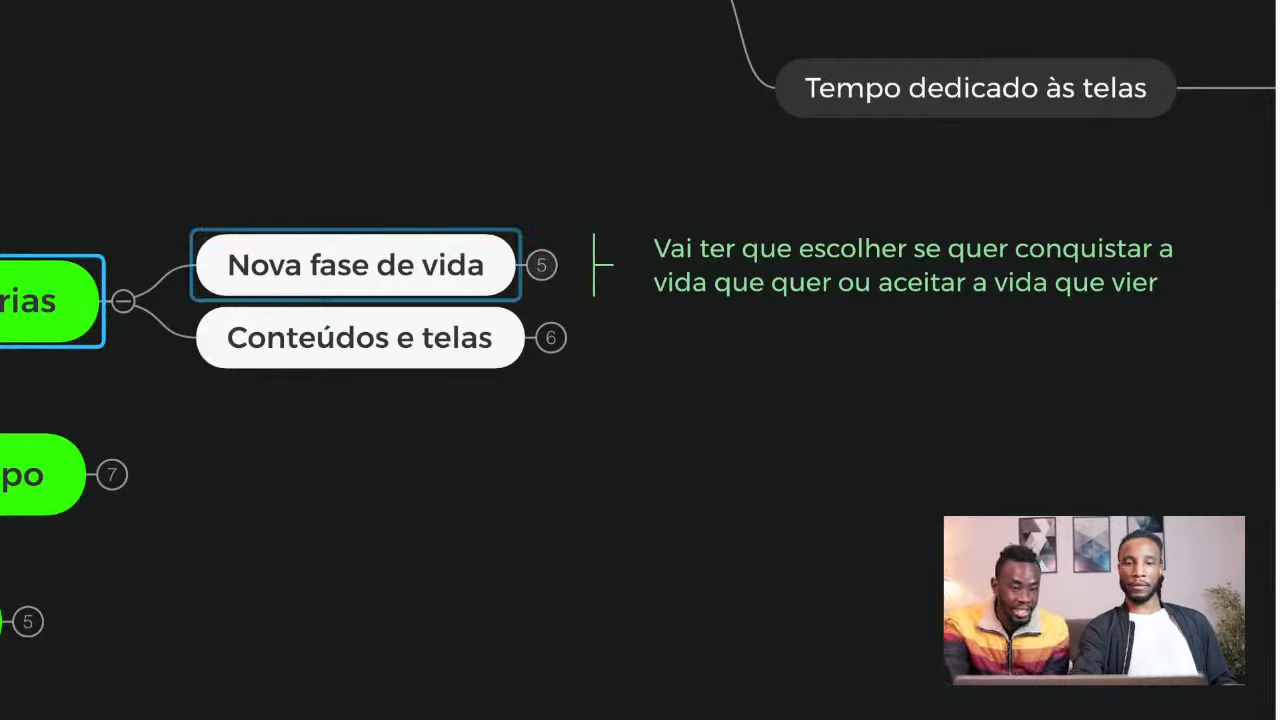 Tempo dedicado às telas
Nova fase de vida
5
Vai ter que escolher se quer conquistar a
vida que quer ou aceitar a vida que vier
rias
Conteúdos e telas
6
po
7
5